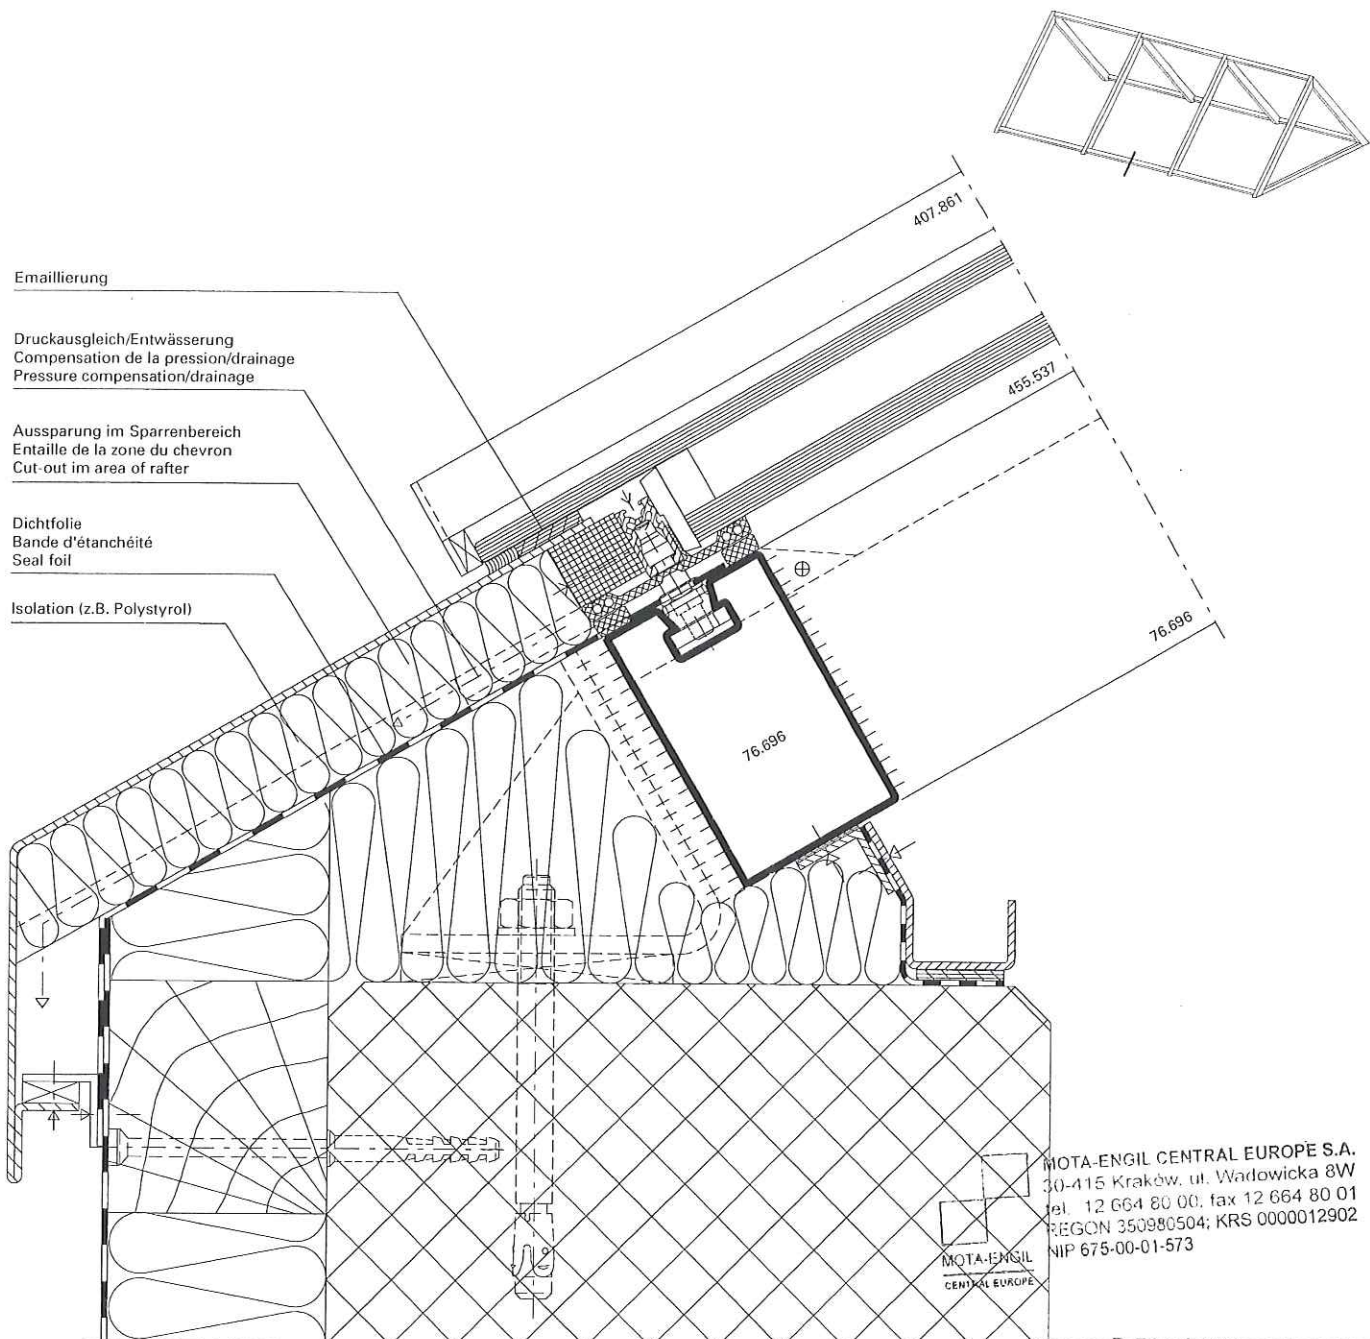 407.861
Emaillierung
Druckausgleich/Entwässerung
Compensation de la pression/drainage
Pressure compensation/drainage
455.537
Aussparung im Sparrenbereich
Entaille de la zone du chevron
Cut-out im area of rafter
Dichtfolie
Bande d'étanchéité
Seal foil
Isolation (z.B. Polystyrol)
76.696
76.696
MOTA-ENGIL CENTRAL EUROPE S.A.
30-415 Kraków, ul. Wadowicka 8W
tel. 12 664 80 00, fax 12 664 80 01
REGON 350980504; KRS 0000012902
NIP 675-00-01-573
MOTA-ENGIL
CENTRAL EUROPE